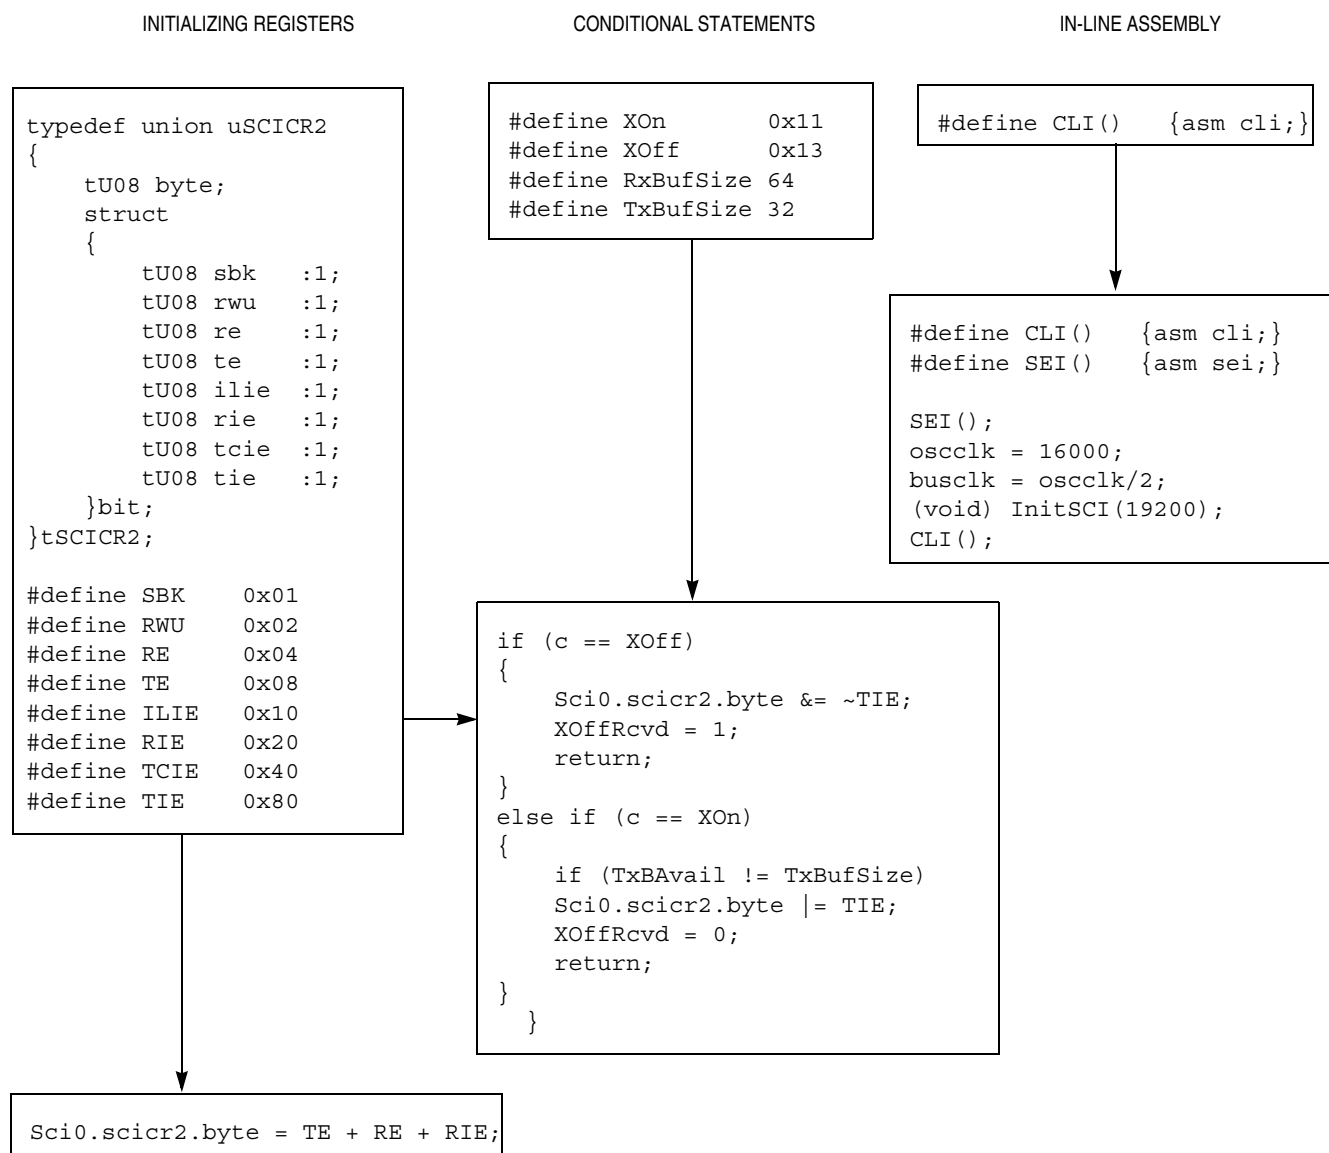 INITIALIZING REGISTERS
CONDITIONAL STATEMENTS
IN-LINE ASSEMBLY
typedef union uSCICR2
{
    tU08 byte;
    struct
    {
        tU08 sbk   :1;
        tU08 rwu   :1;
        tU08 re    :1;
        tU08 te    :1;
        tU08 ilie  :1;
        tU08 rie   :1;
        tU08 tcie  :1;
        tU08 tie   :1;
    }bit;
}tSCICR2;
#define SBK    0x01
#define RWU    0x02
#define RE     0x04
#define TE     0x08
#define ILIE   0x10
#define RIE    0x20
#define TCIE   0x40
#define TIE    0x80
Sci0.scicr2.byte = TE + RE + RIE;
#define XOn       0x11
#define XOff      0x13
#define RxBufSize 64
#define TxBufSize 32
if (c == XOff)
{
    Sci0.scicr2.byte &= ~TIE;
    XOffRcvd = 1;
    return;
}
else if (c == XOn)
{
    if (TxBAvail != TxBufSize)
    Sci0.scicr2.byte |= TIE;
    XOffRcvd = 0;
    return;
}
  }
#define CLI()   {asm cli;}
#define CLI()   {asm cli;}
#define SEI()   {asm sei;}
SEI();
oscclk = 16000;
busclk = oscclk/2;
(void) InitSCI(19200);
CLI();